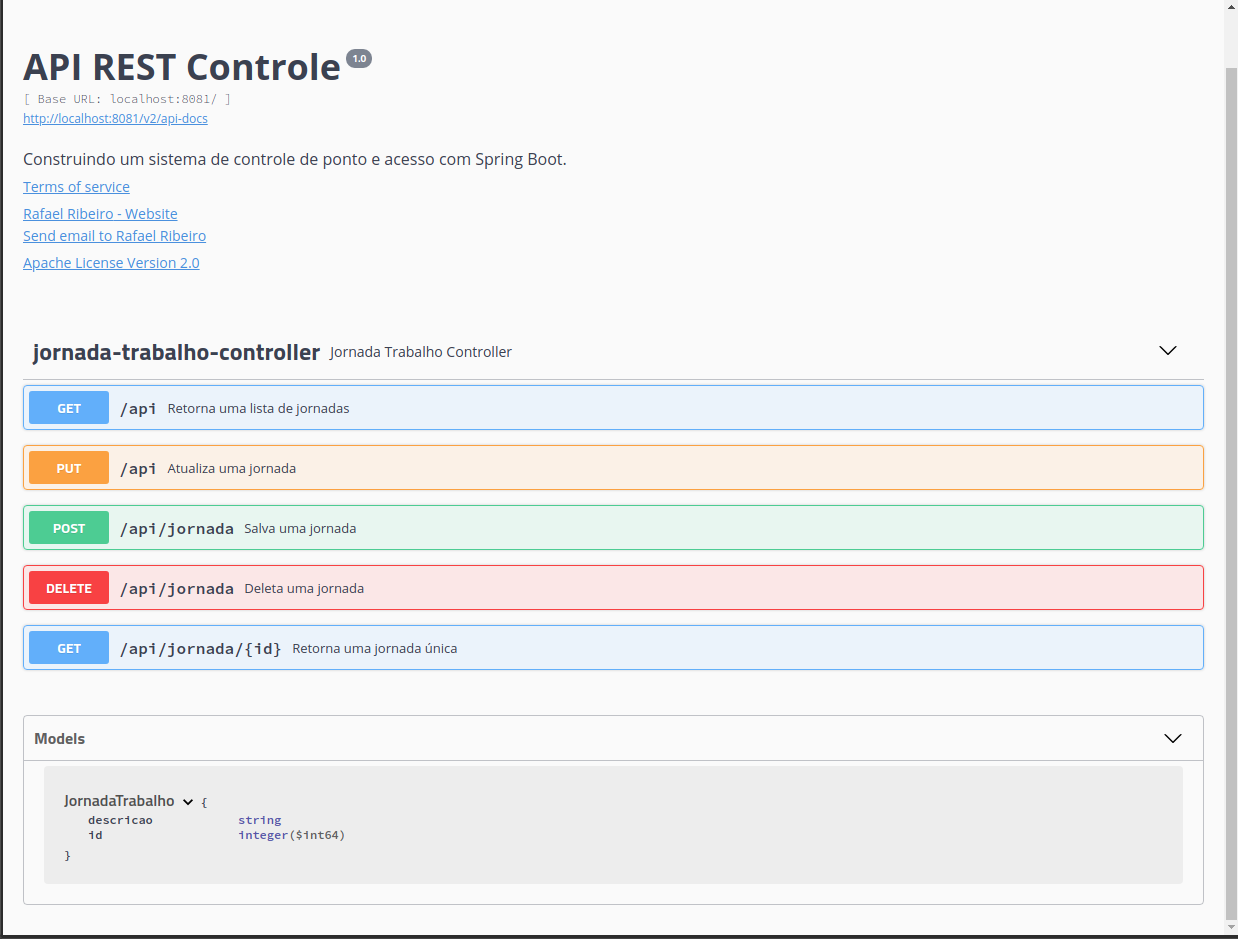 API REST Controle 1.0
[ Base URL: localhost:8081/ ]
http://localhost:8081/v2/api-docs
Construindo um sistema de controle de ponto e acesso com Spring Boot.
Terms of service
Rafael Ribeiro - Website
Send email to Rafael Ribeiro
Apache License Version 2.0
jornada-trabalho-controller Jornada Trabalho Controller
GET /api Retorna uma lista de jornadas
PUT /api Atualiza uma jornada
POST /api/jornada Salva uma jornada
DELETE /api/jornada Deleta uma jornada
GET /api/jornada/{id} Retorna uma jornada única
Models
JornadaTrabalho {
descricao string
id integer($int64)
}